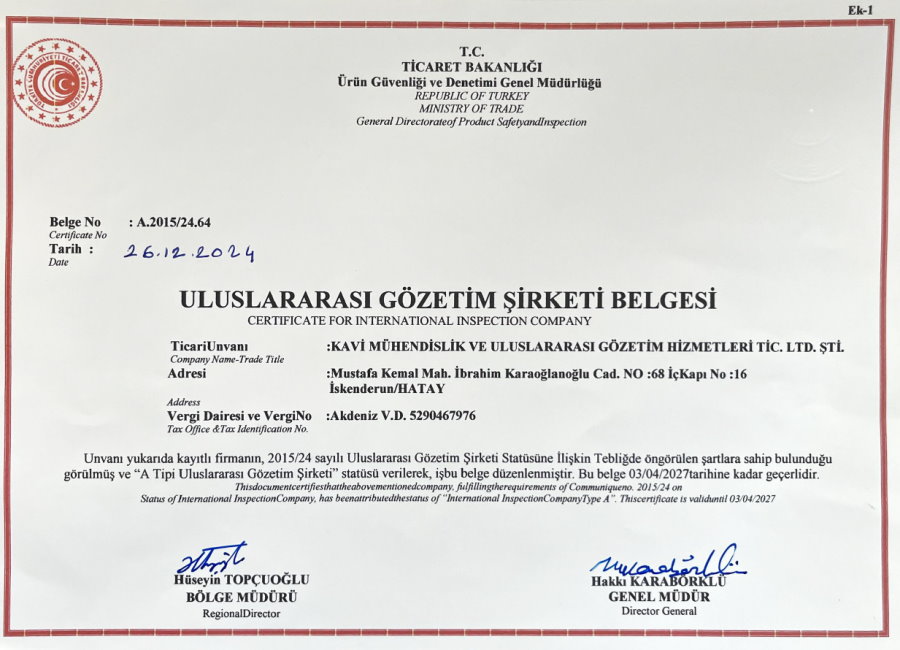 Ek-1
T.C.
TİCARET BAKANLIĞI
Ürün Güvenliği ve Denetimi Genel Müdürlüğü
REPUBLIC OF TURKEY
MINISTRY OF TRADE
General Directorateof Product SafetyandInspection
Belge No : A.2015/24.64
Certificate No
Tarih : 26.12.2024
Date
ULUSLARARASI GÖZETİM ŞİRKETİ BELGESİ
CERTIFICATE FOR INTERNATIONAL INSPECTION COMPANY
TicariUnvanı :KAVİ MÜHENDİSLİK VE ULUSLARARASI GÖZETİM HİZMETLERİ TİC. LTD. ŞTİ.
Company Name-Trade Title
Adresi :Mustafa Kemal Mah. İbrahim Karaoğlanoğlu Cad. NO :68 İçKapı No :16
İskenderun/HATAY
Address
Vergi Dairesi ve VergiNo :Akdeniz V.D. 5290467976
Tax Office &Tax Identification No.
Unvanı yukarıda kayıtlı firmanın, 2015/24 sayılı Uluslararası Gözetim Şirketi Statüsüne İlişkin Tebliğde öngörülen şartlara sahip bulunduğu
görülmüş ve “A Tipi Uluslararası Gözetim Şirketi” statüsü verilerek, işbu belge düzenlenmiştir. Bu belge 03/04/2027tarihine kadar geçerlidir.
Thisdocumentcertifiesthattheabovementionedcompany, fulfillingtherequirements of Communiqueno. 2015/24 on
Status of International InspectionCompany, has beenattributedthestatus of “International InspectionCompanyType A”. Thiscertificate is validuntil 03/04/2027
Hüseyin TOPÇUOĞLU
BÖLGE MÜDÜRÜ
RegionalDirector
Hakkı KARABÖRKLÜ
GENEL MÜDÜR
Director General